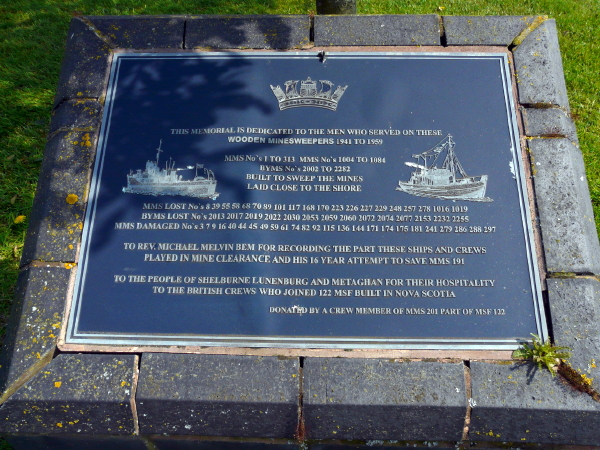 THIS MEMORIAL IS DEDICATED TO THE MEN WHO SERVED ON THESE
WOODEN MINESWEEPERS 1941 TO 1959
MMS No's 1 TO 313 MMS No's 1004 TO 1084
BYMS No's 2002 TO 2282
BUILT TO SWEEP THE MINES
LAID CLOSE TO THE SHORE
MMS LOST No's 8 39 55 58 68 70 89 101 117 168 170 223 226 227 229 248 257 278 1016 1019
BYMS LOST No's 2013 2017 2019 2022 2030 2053 2059 2060 2072 2074 2077 2153 2232 2255
MMS DAMAGED No's 3 7 9 16 40 44 45 49 59 61 74 82 92 115 136 144 171 174 175 181 241 279 286 288 297
TO REV. MICHAEL MELVIN BEM FOR RECORDING THE PART THESE SHIPS AND CREWS
PLAYED IN MINE CLEARANCE AND HIS 16 YEAR ATTEMPT TO SAVE MMS 191
TO THE PEOPLE OF SHELBURNE LUNENBURG AND METAGHAN FOR THEIR HOSPITALITY
TO THE BRITISH CREWS WHO JOINED 122 MSF BUILT IN NOVA SCOTIA
DONATED BY A CREW MEMBER OF MMS 201 PART OF MSF 122